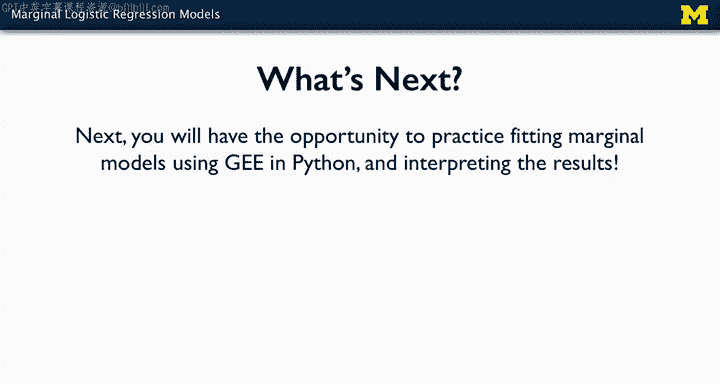 Marginal Logistic Regression Models
What's Next?
Next, you will have the opportunity to practice fitting marginal
models using GEE in Python, and interpreting the results!